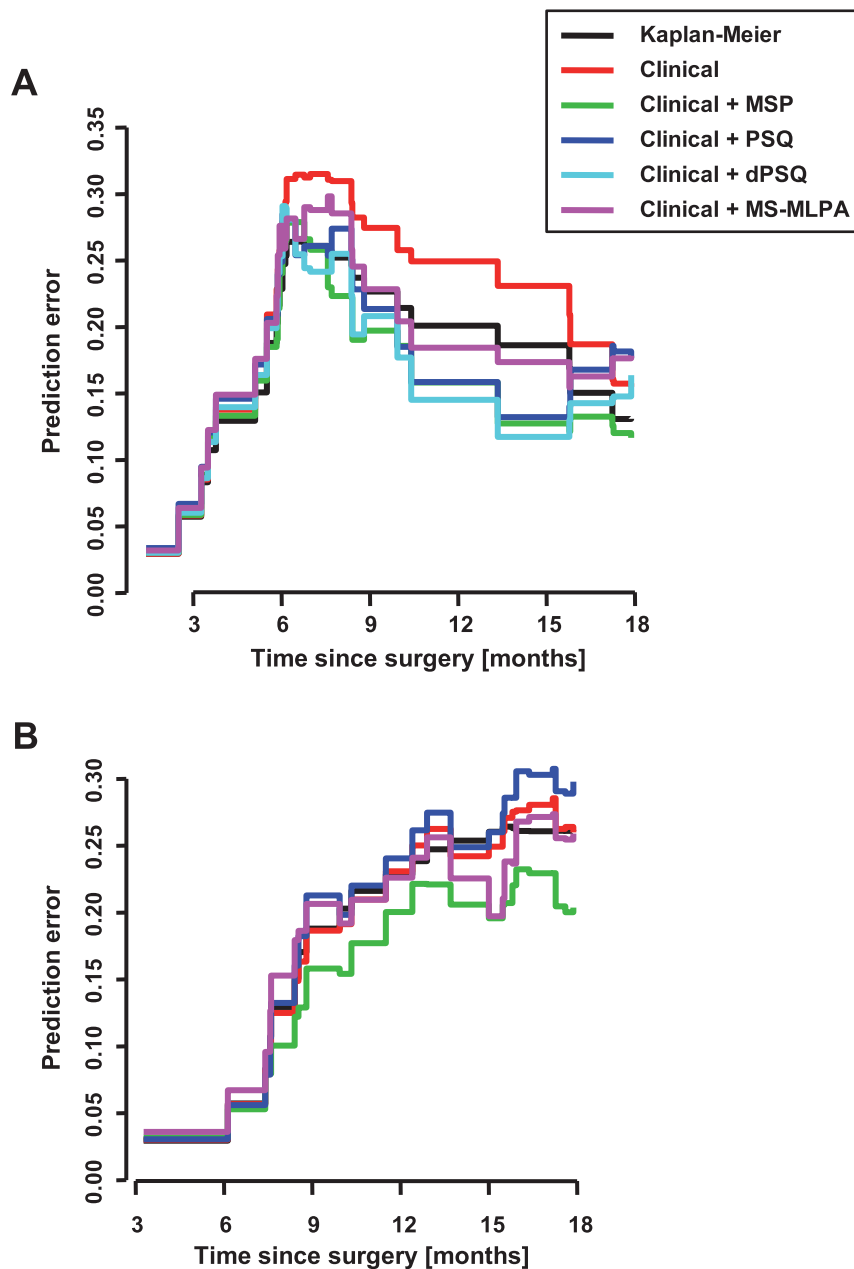 Kaplan-Meier
Clinical
Clinical + MSP
Clinical + PSQ
Clinical + dPSQ
Clinical + MS-MLPA
A
Prediction error
0.35
0.30
0.25
0.20
0.15
0.10
0.05
0.00
3 6 9 12 15 18
Time since surgery [months]
B
Prediction error
0.30
0.25
0.20
0.15
0.10
0.05
0.00
3 6 9 12 15 18
Time since surgery [months]